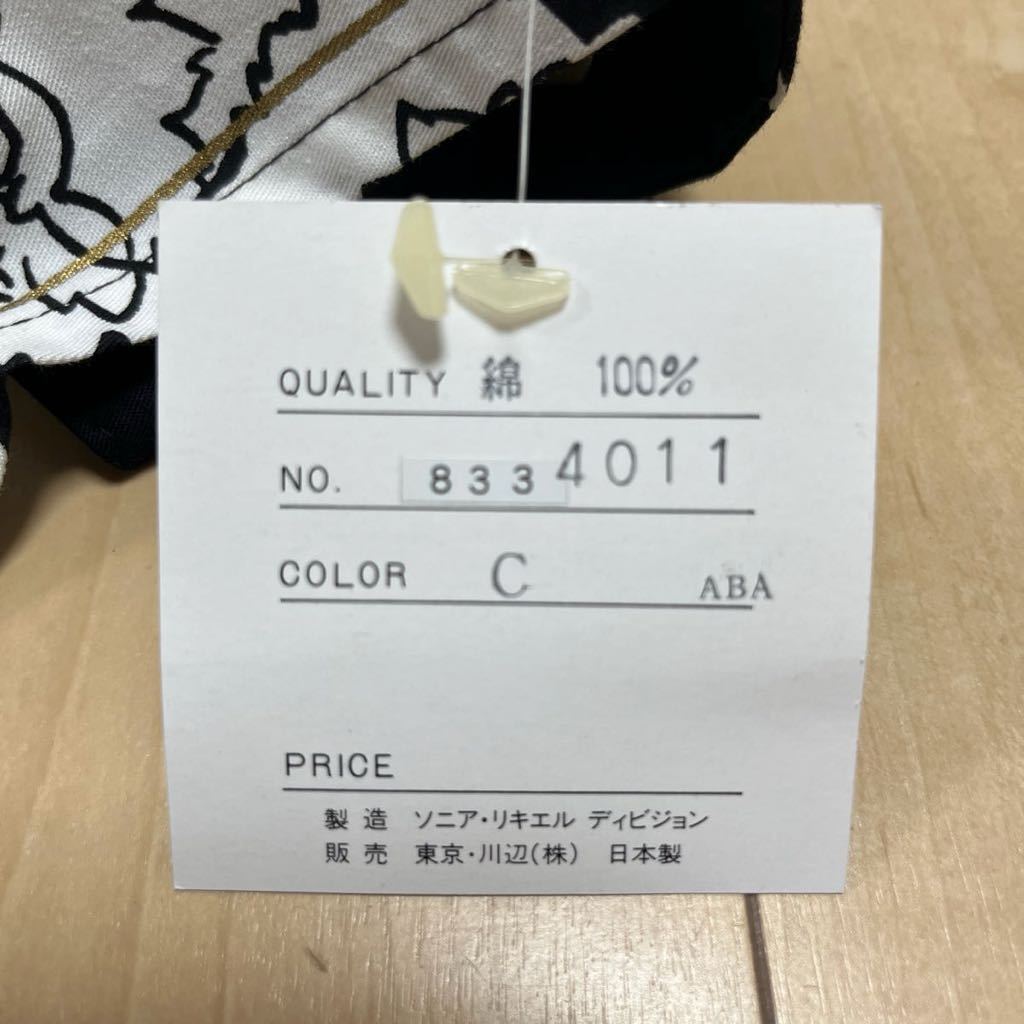 QUALITY 綿 100%
NO. 833 4011
COLOR C ABA
PRICE
製造 ソニア・リキエル ディビジョン
販売 東京・川辺(株) 日本製